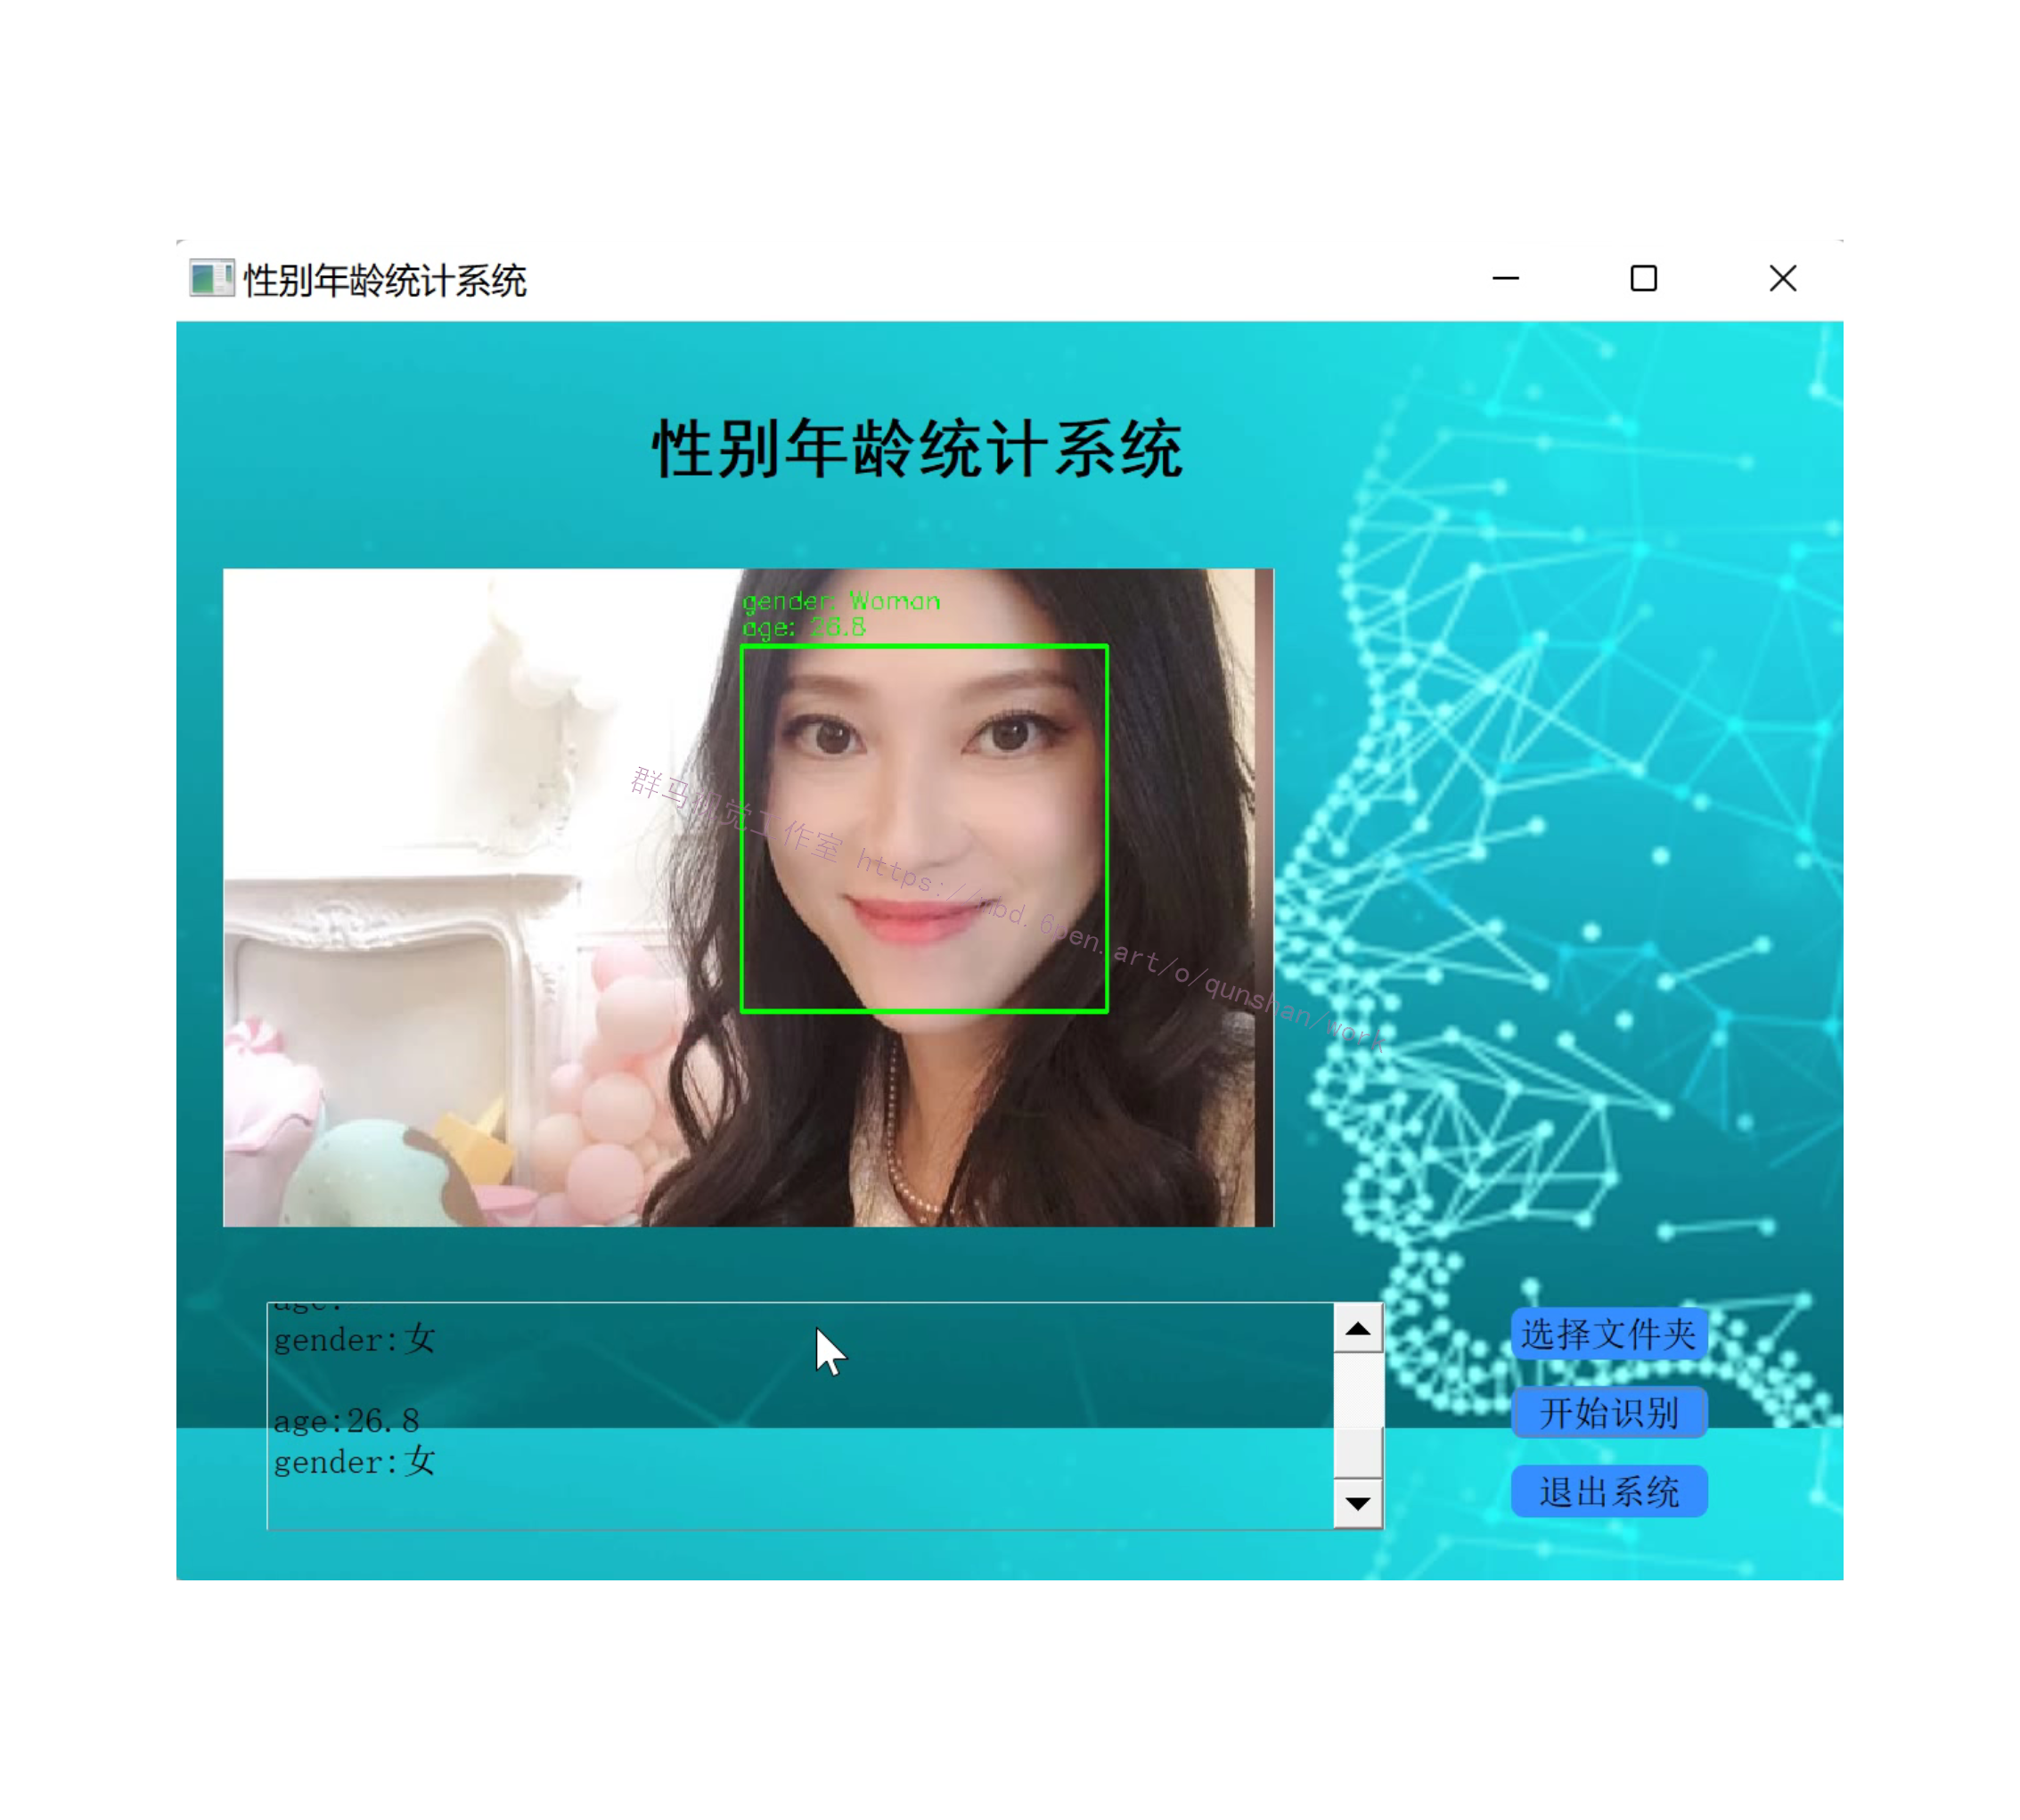 性别年龄统计系统
性别年龄统计系统
gender: Woman
age: 26.8
群马视觉工作室 https://mbd.
art/o/qunshan/work
age:
gender:女
age:26.8
gender:女
选择文件夹
开始识别
退出系统